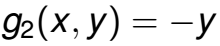 g₂(x, y) = −y